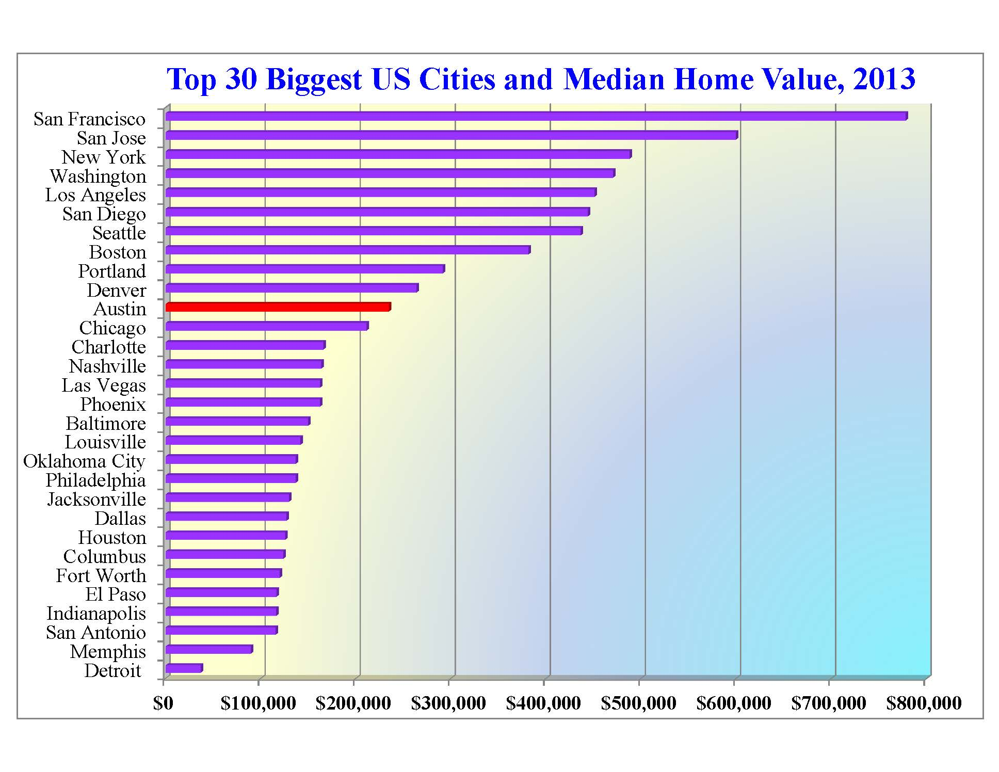 Top 30 Biggest US Cities and Median Home Value, 2013
San Francisco
San Jose
New York
Washington
Los Angeles
San Diego
Seattle
Boston
Portland
Denver
Austin
Chicago
Charlotte
Nashville
Las Vegas
Phoenix
Baltimore
Louisville
Oklahoma City
Philadelphia
Jacksonville
Dallas
Houston
Columbus
Fort Worth
El Paso
Indianapolis
San Antonio
Memphis
Detroit
$0 $100,000 $200,000 $300,000 $400,000 $500,000 $600,000 $700,000 $800,000